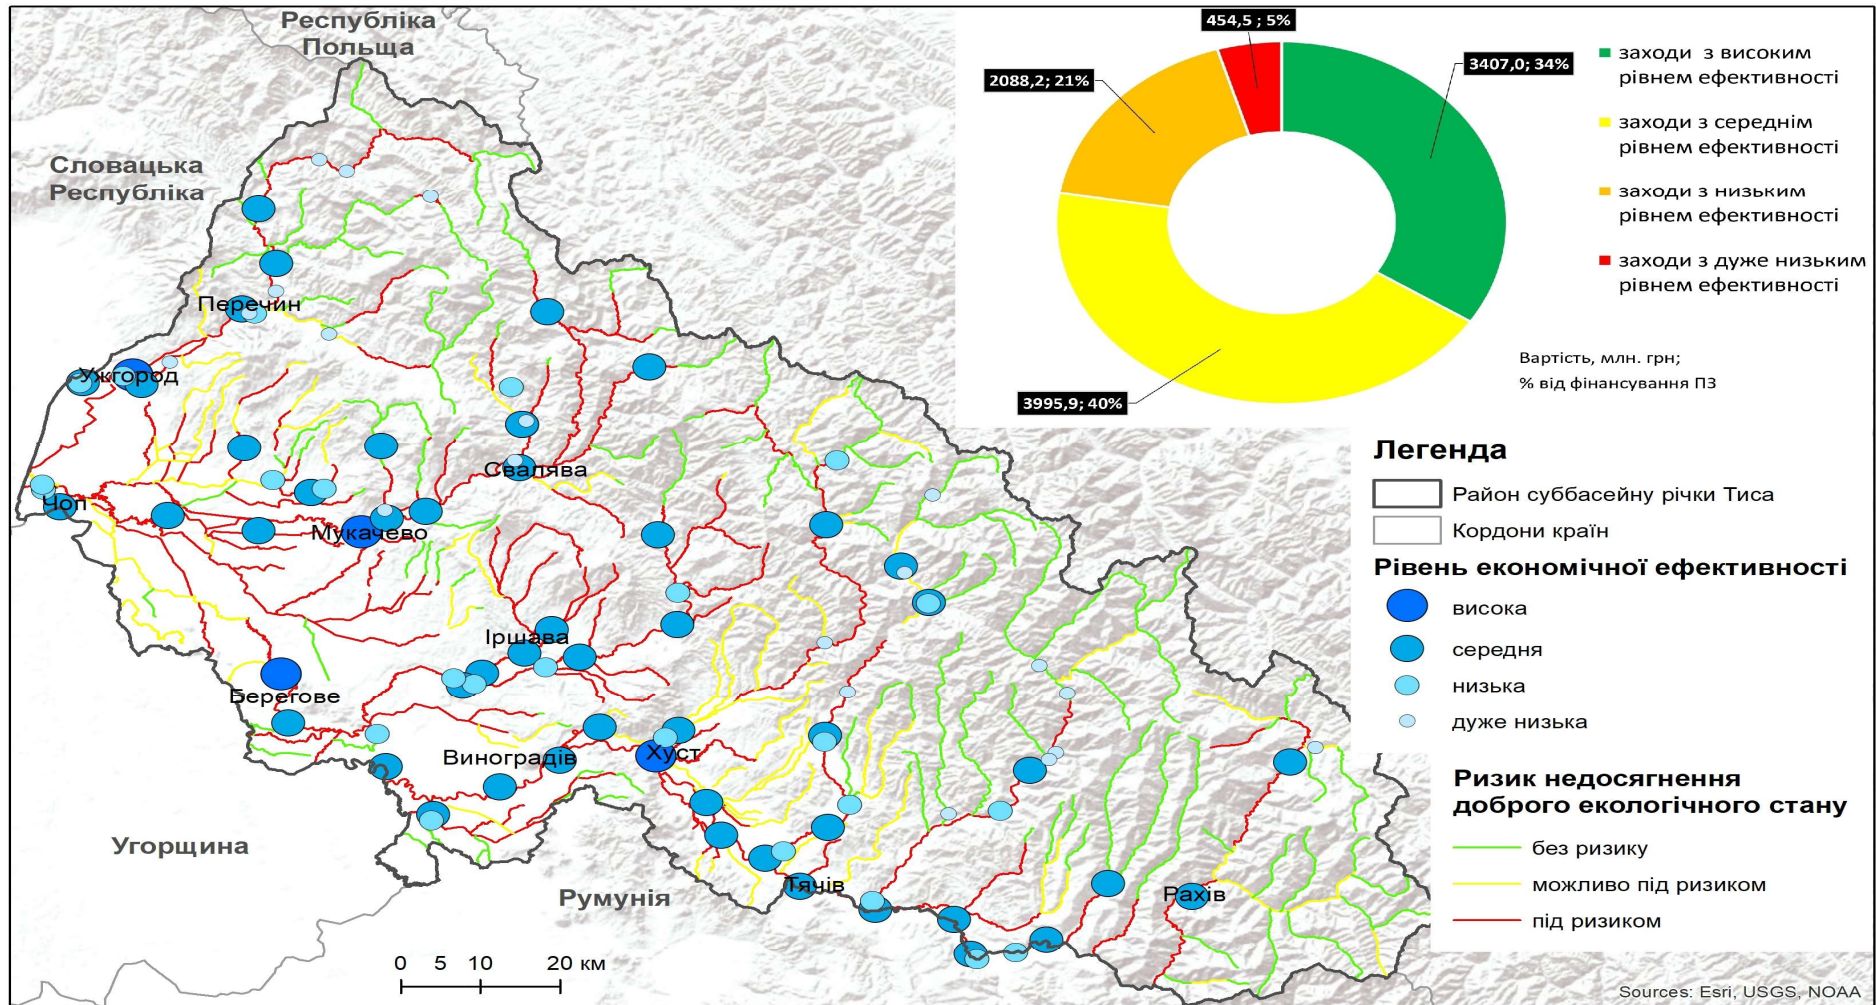 Республіка
Польща
Словацька
Республіка
Перечин
Ужгород
Чоп
Свалява
Мукачево
Іршава
Берегове
Виноградів
Хуст
Тячів
Рахів
Угорщина
Румунія
0 5 10 20 км
454,5 ; 5%
3407,0; 34%
2088,2; 21%
3995,9; 40%
заходи з високим
рівнем ефективності
заходи з середнім
рівнем ефективності
заходи з низьким
рівнем ефективності
заходи з дуже низьким
рівнем ефективності
Вартість, млн. грн;
% від фінансування ПЗ
Легенда
Район суббасейну річки Тиса
Кордони країн
Рівень економічної ефективності
висока
середня
низька
дуже низька
Ризик недосягнення
доброго екологічного стану
без ризику
можливо під ризиком
під ризиком
Sources: Esri, USGS, NOAA